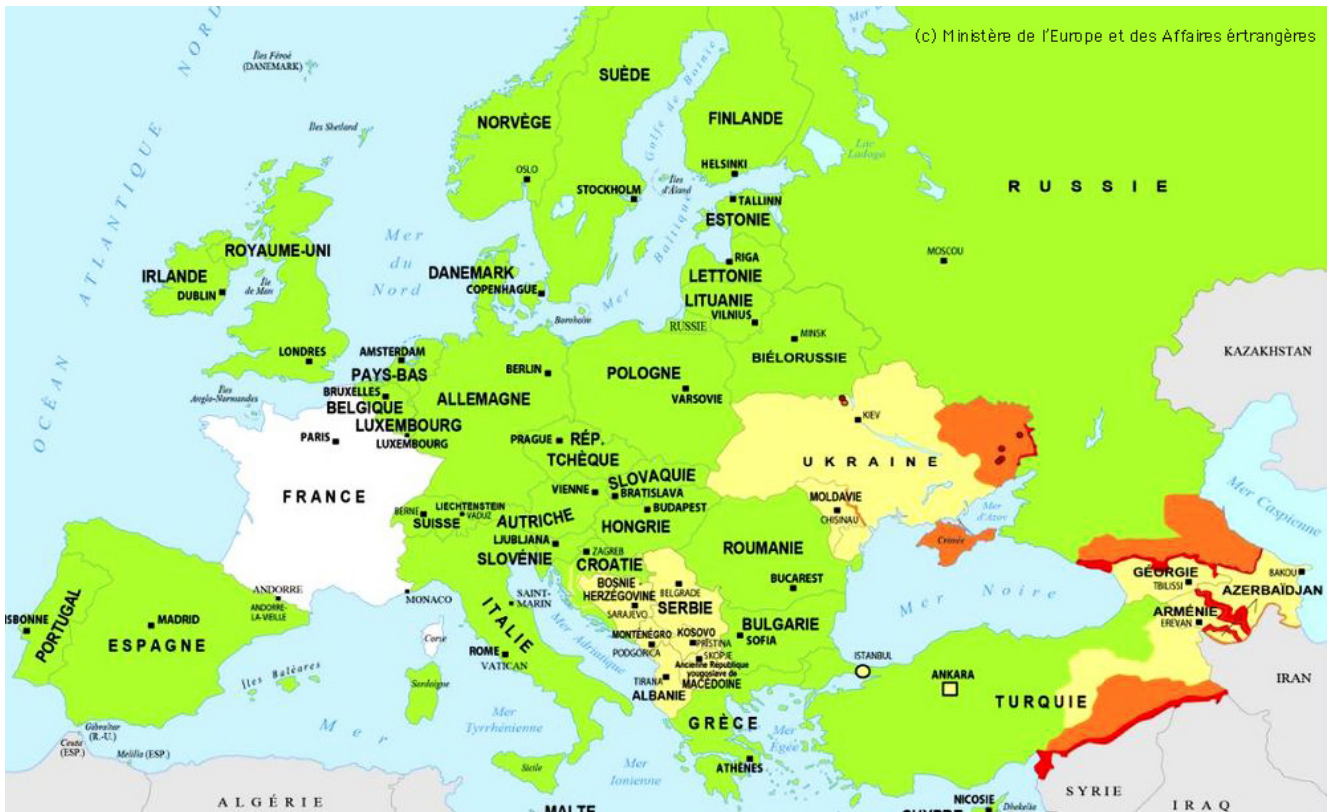 (c) Ministère de l'Europe et des Affaires értrangères
OCÉAN ATLANTIQUE NORD
Îles Féroé
(DANEMARK)
Îles Shetland
SUÈDE
NORVÈGE
FINLANDE
Golfe de Botnie
Lac
Ladoga
OSLO
HELSINKI
STOCKHOLM
Îles
d'Åland
TALLINN
ESTONIE
RUSSIE
Mer
du
Nord
Mer Baltique
MOSCOU
RIGA
LETTONIE
ROYAUME-UNI
IRLANDE
DUBLIN
Île
de Man
DANEMARK
COPENHAGUE
Bornholm
LITUANIE
VILNIUS
RUSSIE
MINSK
BIÉLORUSSIE
KAZAKHSTAN
LONDRES
AMSTERDAM
PAYS-BAS
BERLIN
POLOGNE
VARSOVIE
Îles
Anglo-Normandes
BRUXELLES
BELGIQUE
ALLEMAGNE
LUXEMBOURG
LUXEMBOURG
KIEV
PARIS
PRAGUE
RÉP.
TCHÈQUE
UKRAINE
SLOVAQUIE
VIENNE
BRATISLAVA
FRANCE
BERNE
LIECHTENSTEIN
VADUZ
SUISSE
AUTRICHE
BUDAPEST
HONGRIE
MOLDAVIE
CHISINAU
Mer
d'Azov
Crimée
Mer Caspienne
LJUBLJANA
SLOVÉNIE
ZAGREB
CROATIE
ROUMANIE
BUCAREST
GÉORGIE
TBILISSI
BAKOU
AZERBAÏDJAN
ARMÉNIE
EREVAN
ANDORRE
ANDORRE-
LA-VIEILLE
MONACO
SAINT-
MARIN
BOSNIE-
HERZÉGOVINE
SARAJEVO
BELGRADE
SERBIE
Mer Noire
ISBONNE
PORTUGAL
MADRID
ESPAGNE
Corse
ITALIE
Mer Adriatique
MONTÉNÉGRO
PODGORICA
KOSOVO
PRISTINA
BULGARIE
SOFIA
ROME
VATICAN
SKOPJE
Ancienne République
yougoslave de
MACÉDOINE
TIRANA
ALBANIE
ISTANBUL
ANKARA
TURQUIE
IRAN
Îles Baléares
Sardaigne
Mer
Mer
Tyrrhénienne
GRÈCE
Mer
Egée
Gibraltar
(R.-U.)
Ceuta
(ESP.)
Melilla (ESP.)
Sicile
Mer
Ionienne
ATHÈNES
ALGÉRIE
MALTE
NICOSIE
Dhekelia
SYRIE
IRAQ